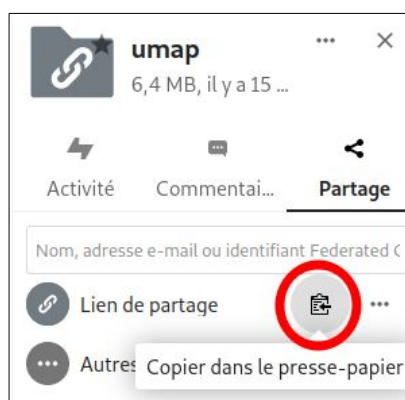 umap
6,4 MB, il y a 15 ...
Activité Commentai... Partage
Nom, adresse e-mail ou identifiant Federated C
Lien de partage
Autres
Copier dans le presse-papier